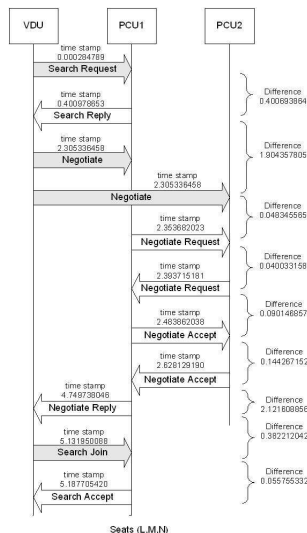 VDU PCU1 PCU2
time stamp
0.000284789
Search Request
time stamp
0.400978653
Search Reply
Difference
0.400693864
time stamp
2.305336458
Negotiate
Difference
1.904357805
time stamp
2.305336458
Negotiate
Difference
0.048345565
time stamp
2.353682023
Negotiate Request
Difference
0.040033158
time stamp
2.393715181
Negotiate Request
Difference
0.090146857
time stamp
2.483862038
Negotiate Accept
Difference
0.144267152
time stamp
2.628129190
Negotiate Accept
time stamp
4.749738046
Negotiate Reply
Difference
2.121608856
time stamp
5.131950088
Search Join
Difference
0.382212042
time stamp
5.187705420
Search Accept
Difference
0.055755332
Seats (L,M,N)